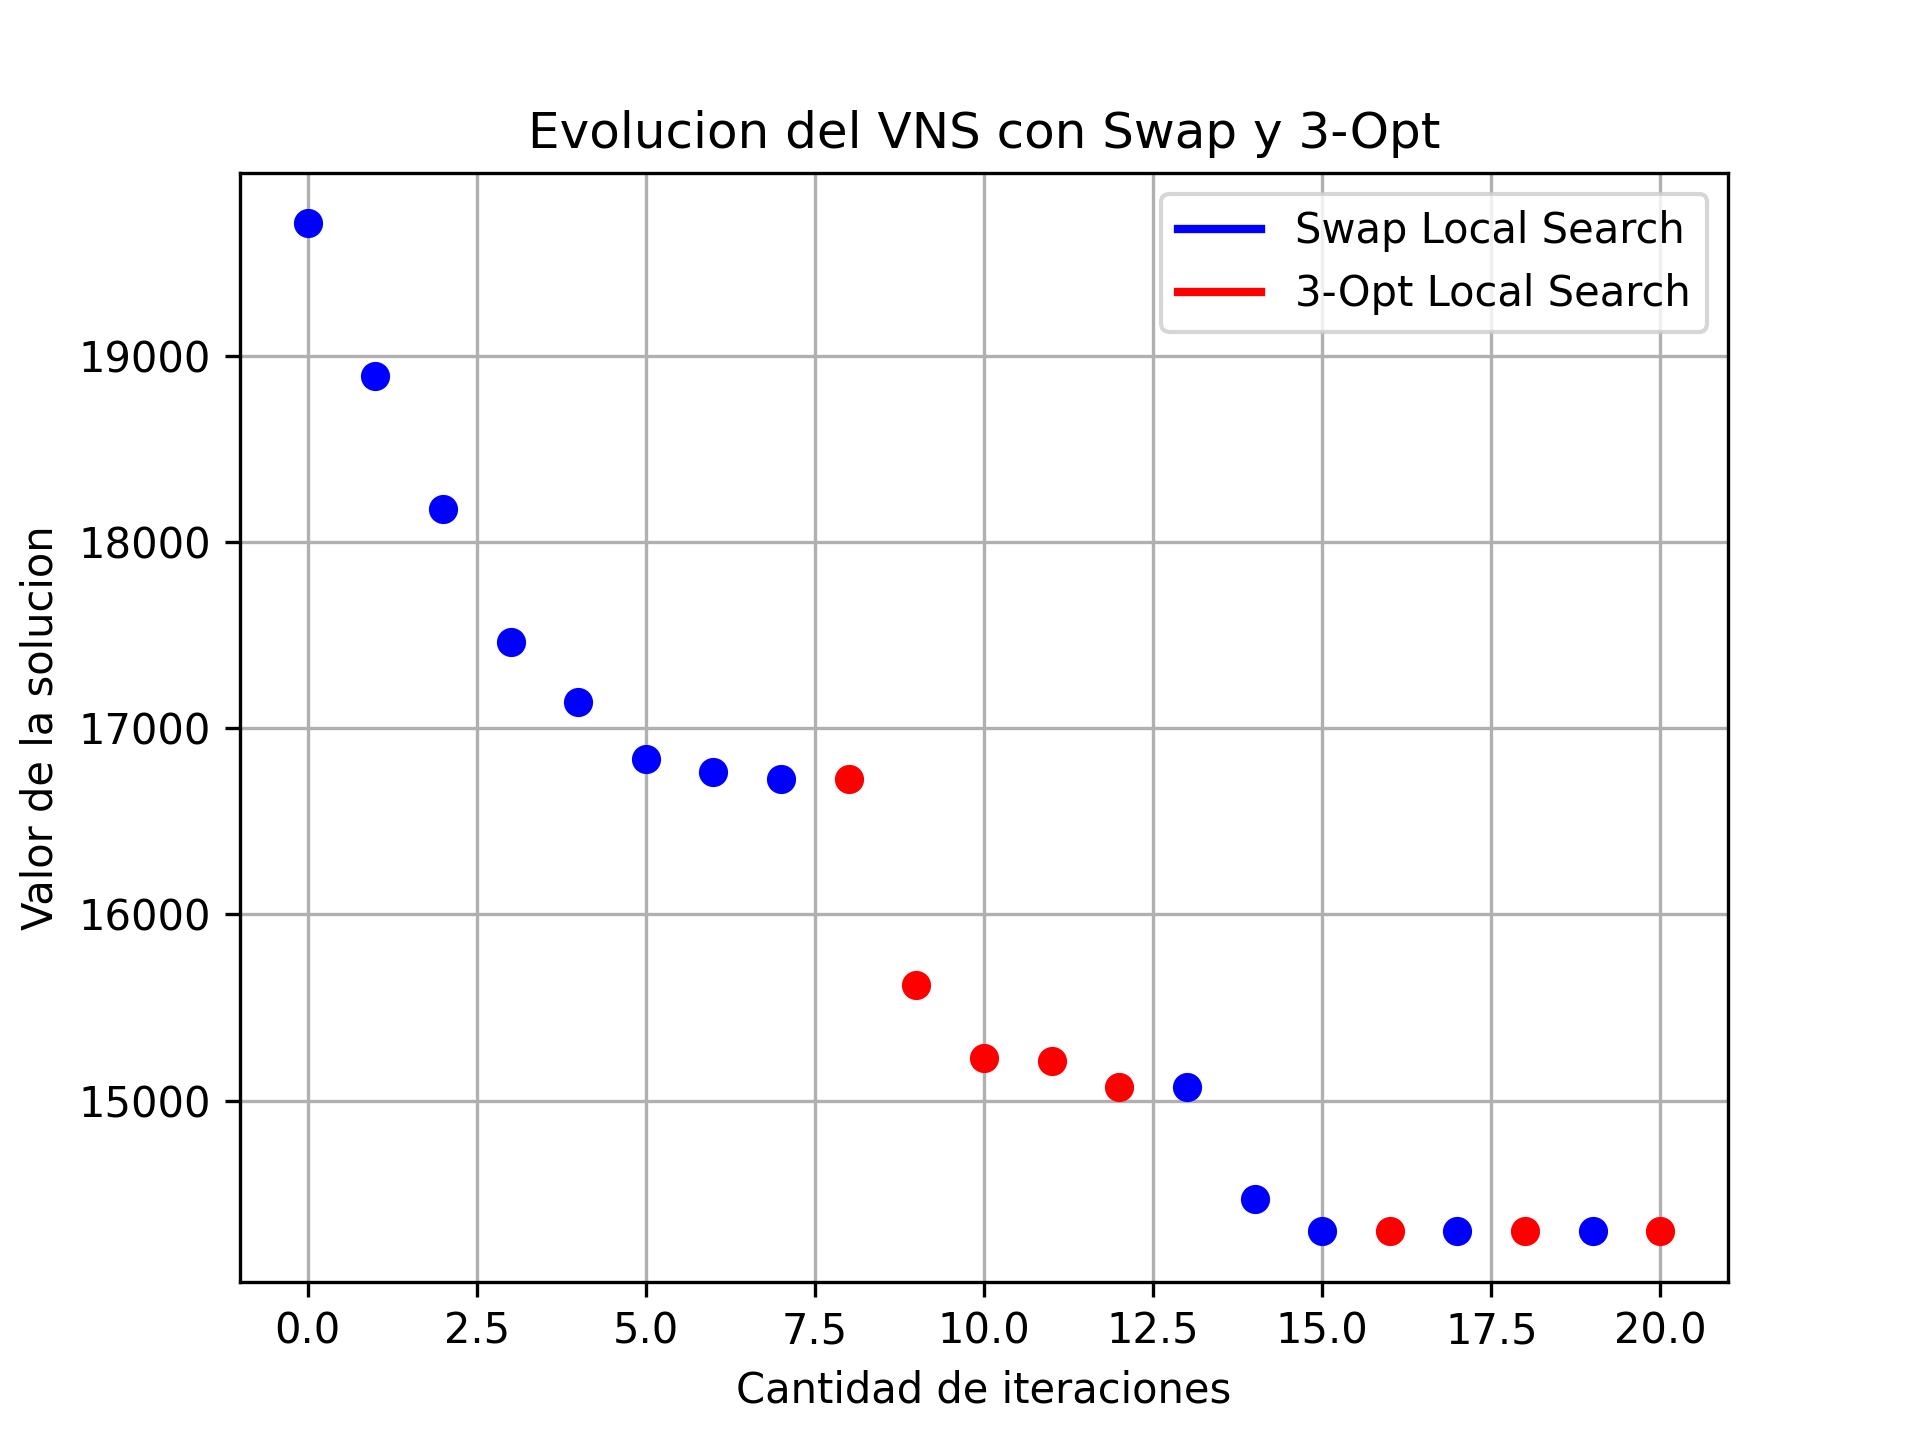 Evolucion del VNS con Swap y 3-Opt
Swap Local Search
3-Opt Local Search
Valor de la solucion
19000
18000
17000
16000
15000
0.0 2.5 5.0 7.5 10.0 12.5 15.0 17.5 20.0
Cantidad de iteraciones